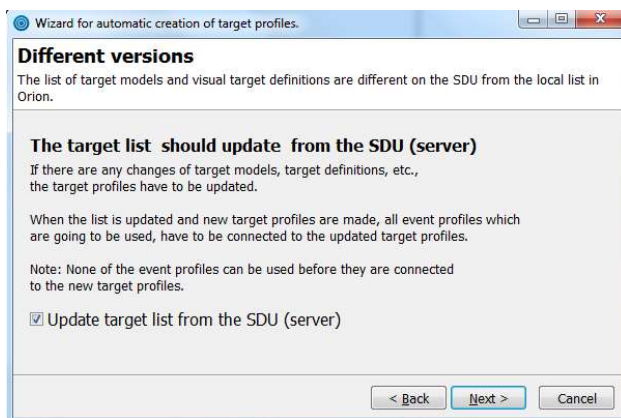 Wizard for automatic creation of target profiles.
Different versions
The list of target models and visual target definitions are different on the SDU from the local list in
Orion.
The target list should update from the SDU (server)
If there are any changes of target models, target definitions, etc.,
the target profiles have to be updated.
When the list is updated and new target profiles are made, all event profiles which
are going to be used, have to be connected to the updated target profiles.
Note: None of the event profiles can be used before they are connected
to the new target profiles.
Update target list from the SDU (server)
< Back Next > Cancel